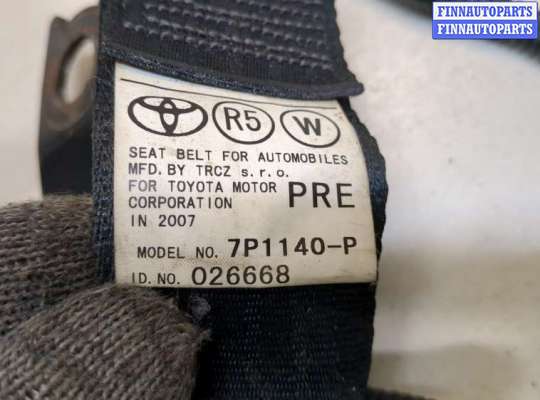 FINNAUTOPARTS
FINNAUTOPARTS
R5 W
SEAT BELT FOR AUTOMOBILES
MFD. BY TRCZ s.r.o.
FOR TOYOTA MOTOR
CORPORATION PRE
IN 2007
MODEL NO. 7P1140-P
ID. NO. 026668